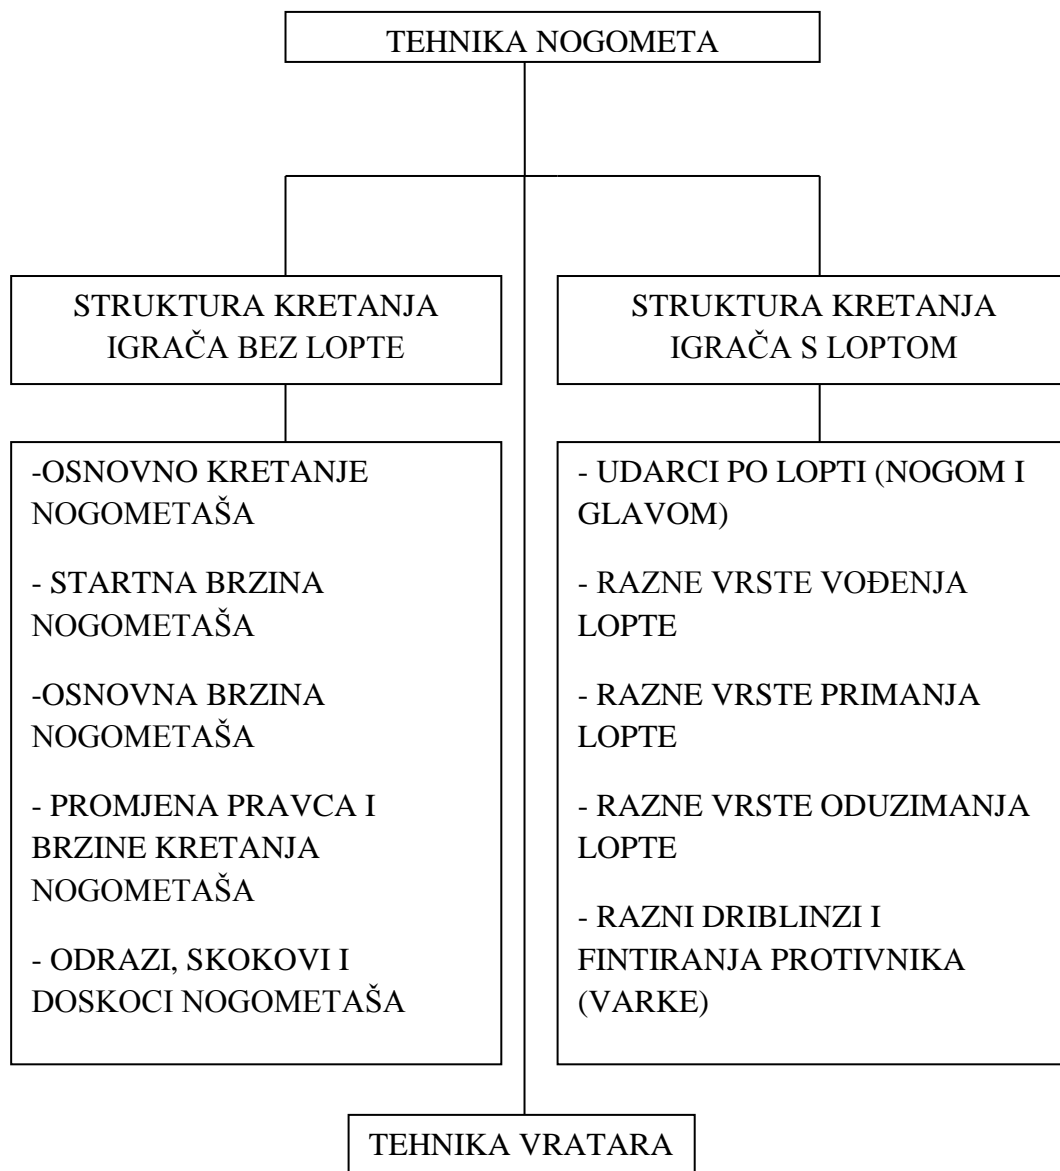 TEHNIKA NOGOMETA
STRUKTURA KRETANJA
IGRAČA BEZ LOPTE
STRUKTURA KRETANJA
IGRAČA S LOPTOM
-OSNOVNO KRETANJE
NOGOMETAŠA
- STARTNA BRZINA
NOGOMETAŠA
-OSNOVNA BRZINA
NOGOMETAŠA
- PROMJENA PRAVCA I
BRZINE KRETANJA
NOGOMETAŠA
- ODRAZI, SKOKOVI I
DOSKOCI NOGOMETAŠA
- UDARCI PO LOPTI (NOGOM I
GLAVOM)
- RAZNE VRSTE VOĐENJA
LOPTE
- RAZNE VRSTE PRIMANJA
LOPTE
- RAZNE VRSTE ODUZIMANJA
LOPTE
- RAZNI DRIBLINZI I
FINTIRANJA PROTIVNIKA
(VARKE)
TEHNIKA VRATARA